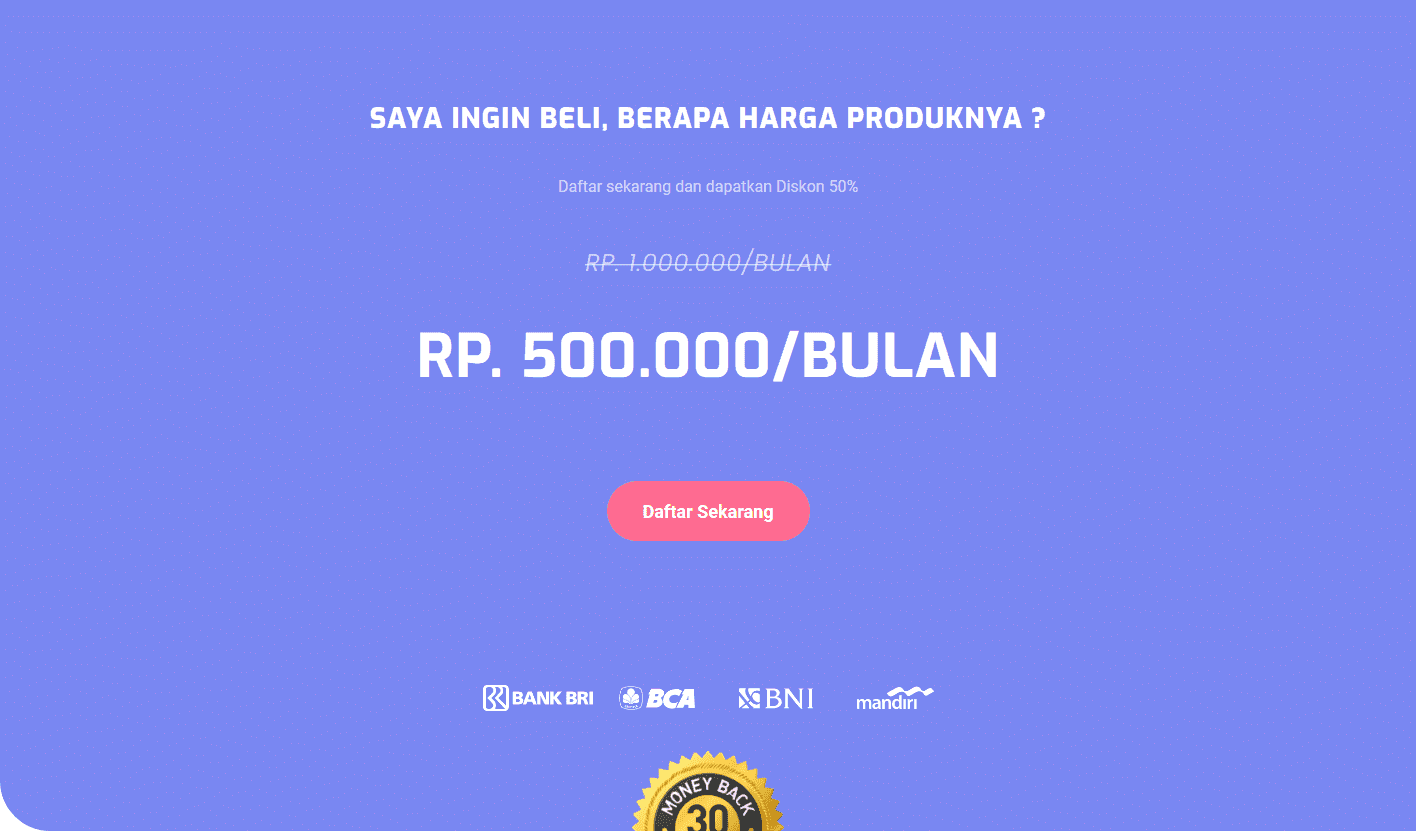 SAYA INGIN BELI, BERAPA HARGA PRODUKNYA ?
Daftar sekarang dan dapatkan Diskon 50%
RP. 1.000.000/BULAN
RP. 500.000/BULAN
Daftar Sekarang
BANK BRI BCA BNI mandiri
MONEY BACK
30